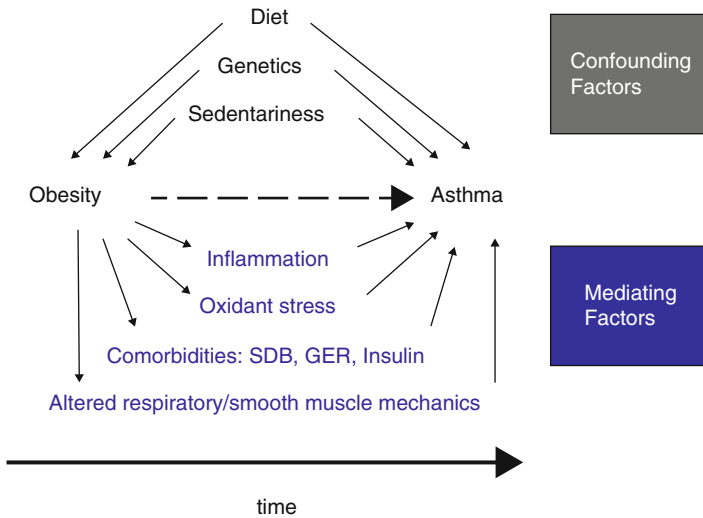 Diet
Genetics
Sedentariness
Confounding
Factors
Obesity
Asthma
Inflammation
Oxidant stress
Comorbidities: SDB, GER, Insulin
Altered respiratory/smooth muscle mechanics
Mediating
Factors
time